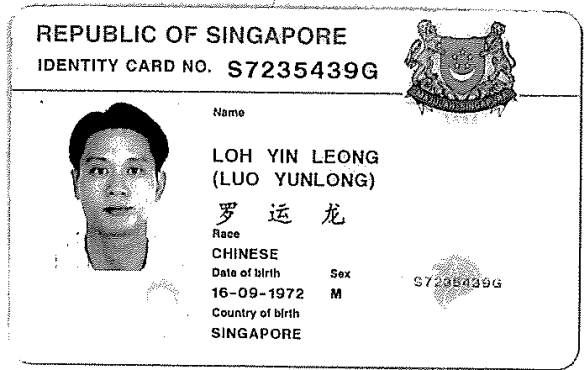 REPUBLIC OF SINGAPORE
IDENTITY CARD NO. S7235439G
Name
LOH YIN LEONG
(LUO YUNLONG)
罗 运 龙
Race
CHINESE
Date of birth Sex
16-09-1972 M
Country of birth
SINGAPORE
S7235439G